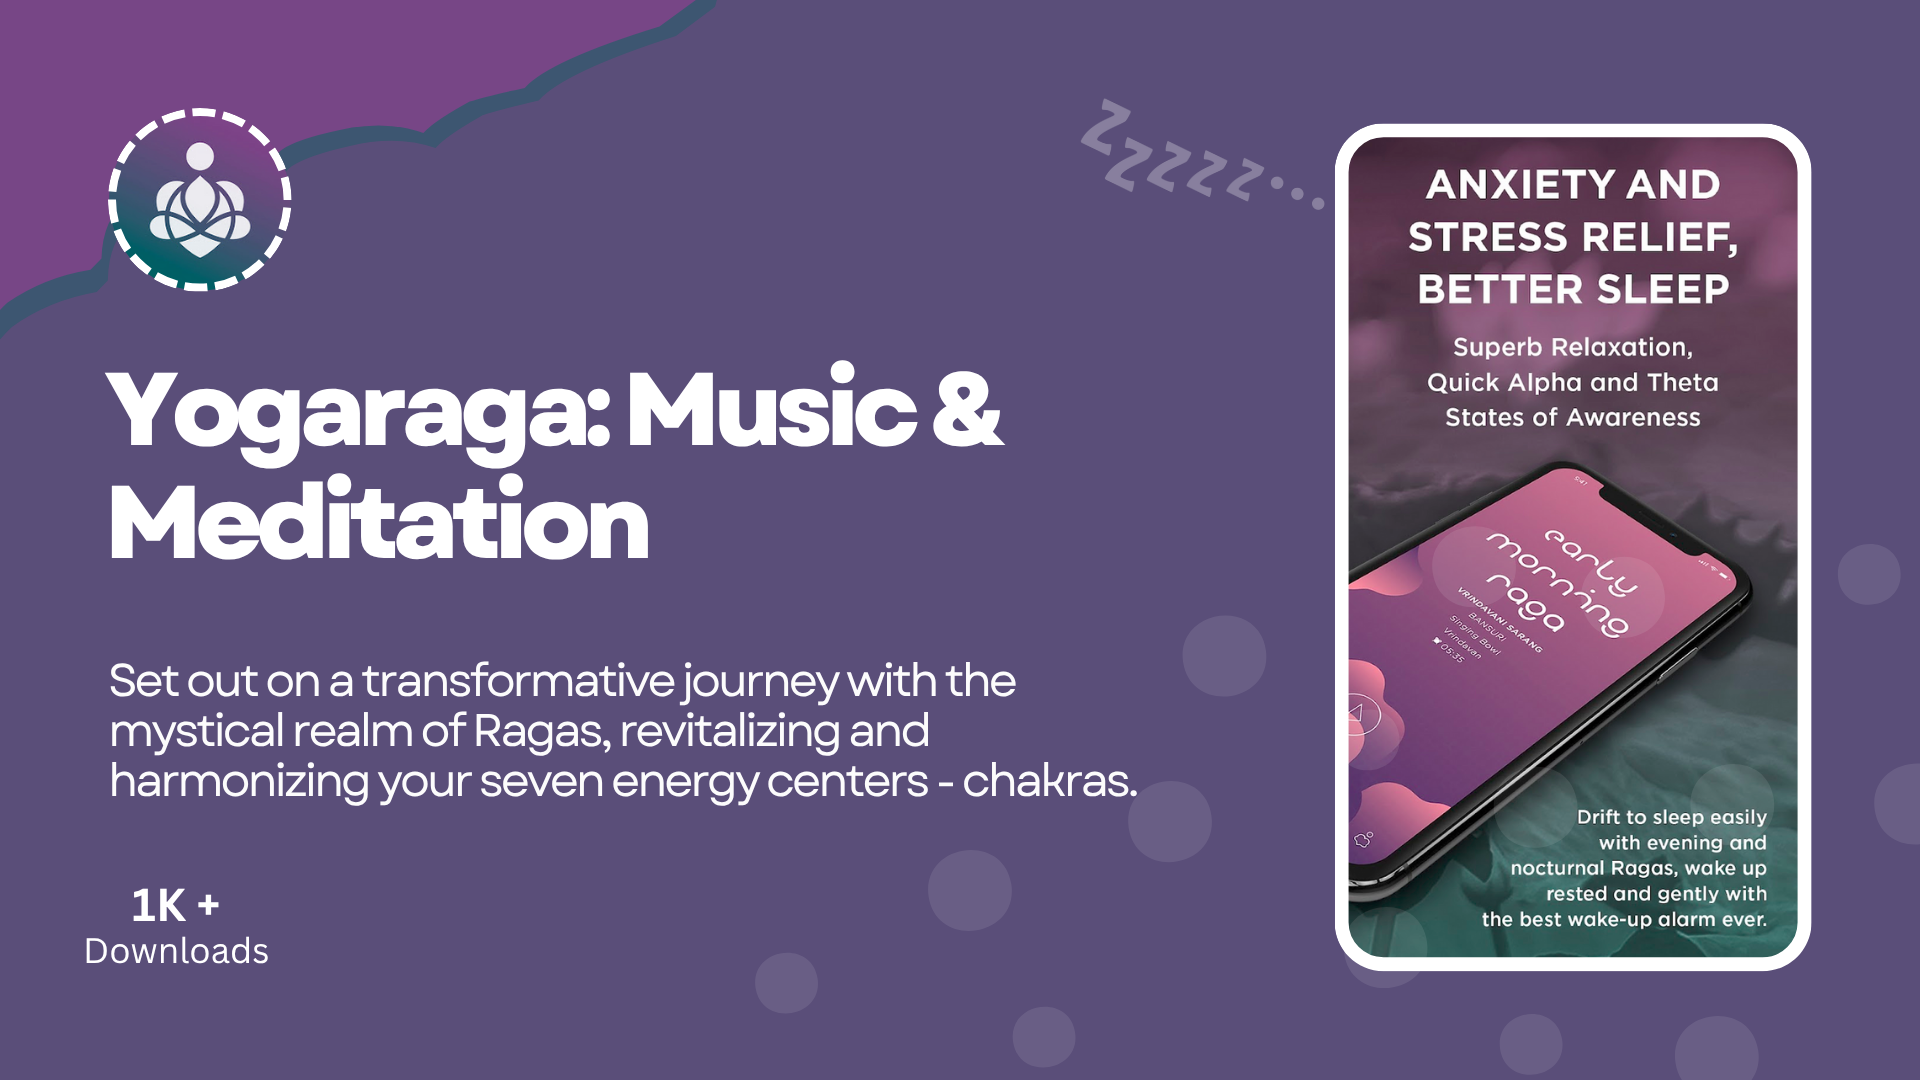 Zzzzzz...
Yogaraga: Music &
Meditation
Set out on a transformative journey with the
mystical realm of Ragas, revitalizing and
harmonizing your seven energy centers - chakras.
1K +
Downloads
ANXIETY AND
STRESS RELIEF,
BETTER SLEEP
Superb Relaxation,
Quick Alpha and Theta
States of Awareness
early
morning
raga
VRINDAVANI SARANG
BANSURI
Singing Bowl
Vrindavan
05:35
Drift to sleep easily
with evening and
nocturnal Ragas, wake up
rested and gently with
the best wake-up alarm ever.